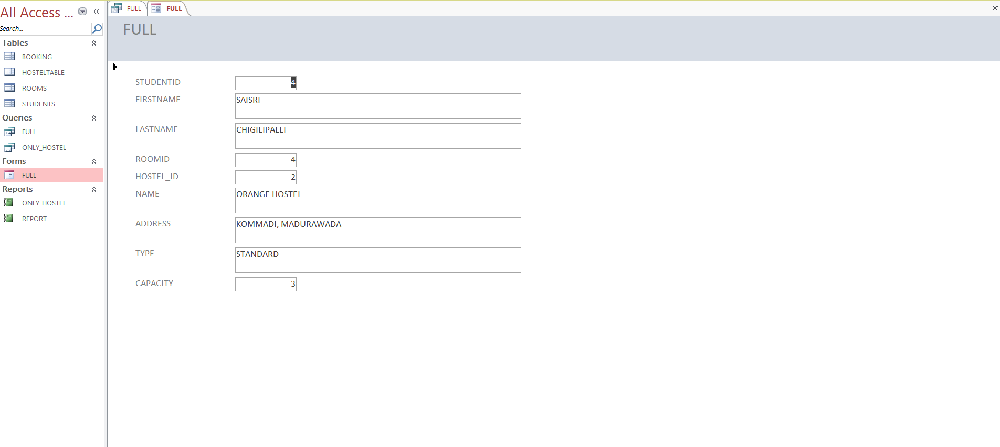 All Access ...
Search...
Tables
BOOKING
HOSTELTABLE
ROOMS
STUDENTS
Queries
FULL
ONLY_HOSTEL
Forms
FULL
Reports
ONLY_HOSTEL
REPORT
FULL FULL
FULL
STUDENTID 4
FIRSTNAME SAISRI
LASTNAME CHIGILIPALLI
ROOMID 4
HOSTEL_ID 2
NAME ORANGE HOSTEL
ADDRESS KOMMADI, MADURAWADA
TYPE STANDARD
CAPACITY 3